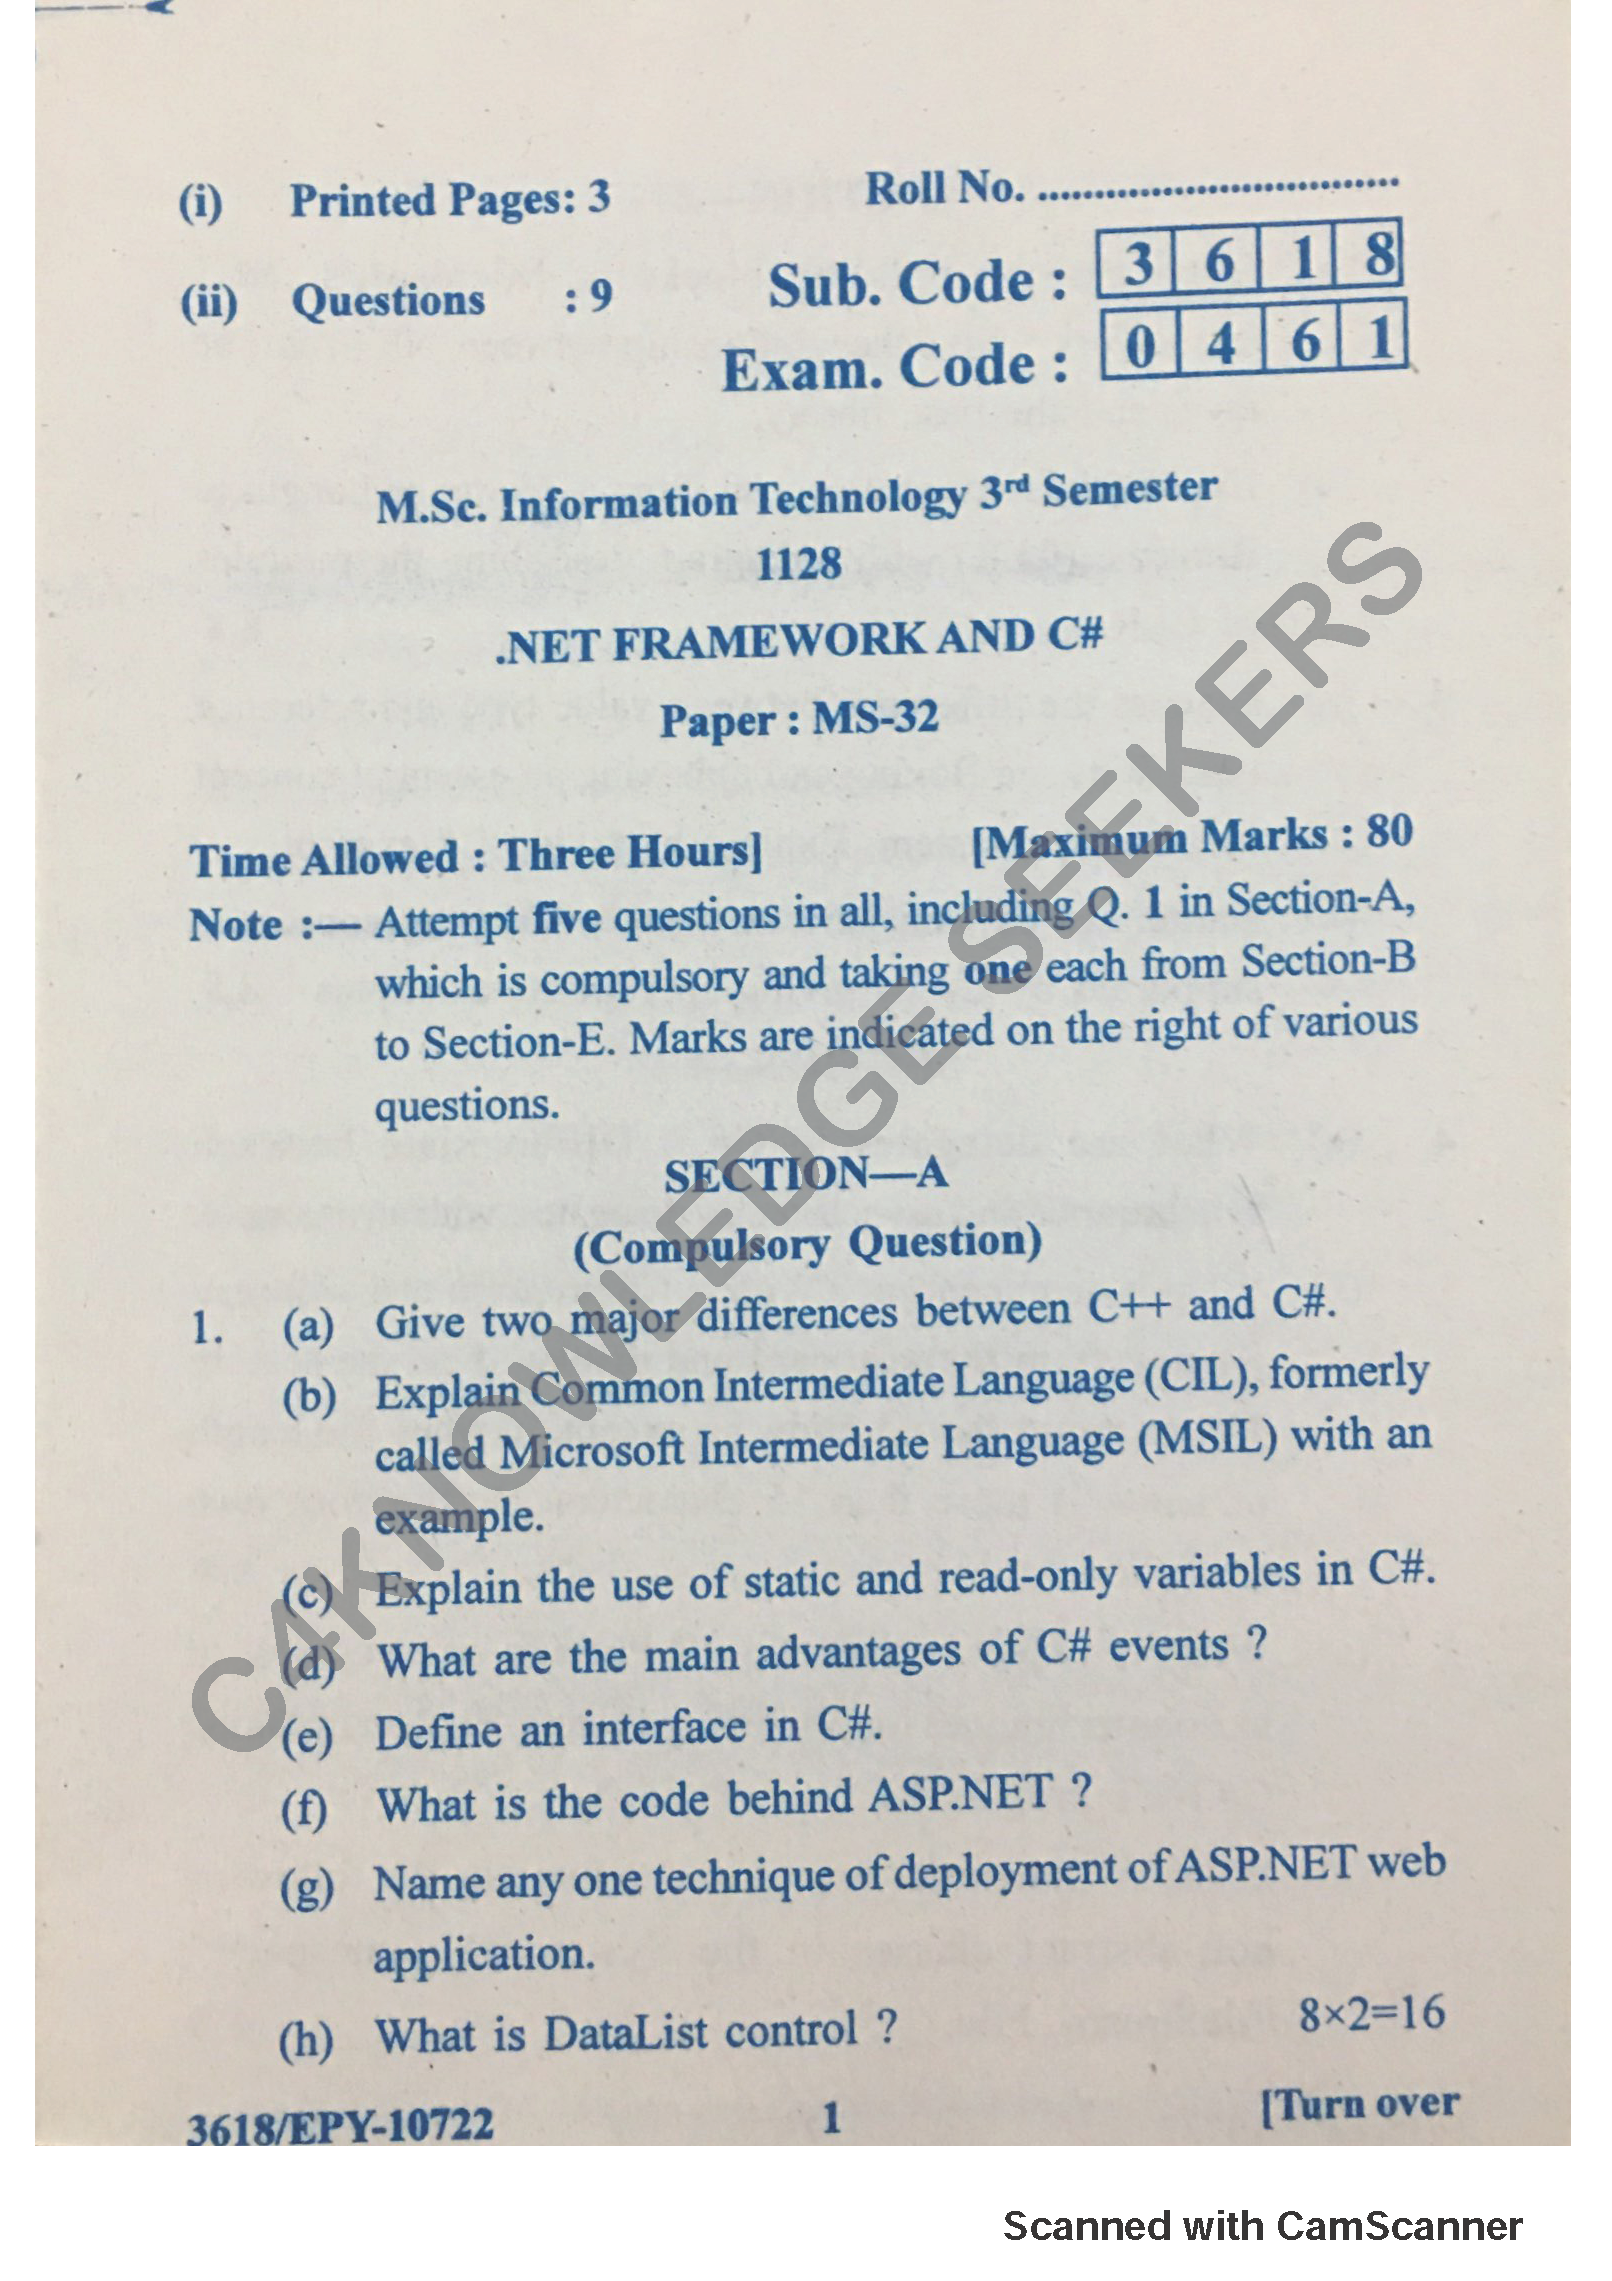 (i) Printed Pages: 3 Roll No. ................................
(ii) Questions : 9 Sub. Code : 3 6 1 8
Exam. Code : 0 4 6 1
M.Sc. Information Technology 3rd Semester
1128
.NET FRAMEWORK AND C#
Paper : MS-32
Time Allowed : Three Hours] [Maximum Marks : 80
Note :— Attempt five questions in all, including Q. 1 in Section-A,
which is compulsory and taking one each from Section-B
to Section-E. Marks are indicated on the right of various
questions.
SECTION—A
(Compulsory Question)
1. (a) Give two major differences between C++ and C#.
(b) Explain Common Intermediate Language (CIL), formerly
called Microsoft Intermediate Language (MSIL) with an
example.
(c) Explain the use of static and read-only variables in C#.
(d) What are the main advantages of C# events ?
(e) Define an interface in C#.
(f) What is the code behind ASP.NET ?
(g) Name any one technique of deployment of ASP.NET web
application.
(h) What is DataList control ? 8×2=16
3618/EPY-10722 1 [Turn over
C4KNOWLEDGE SEEKERS
Scanned with CamScanner